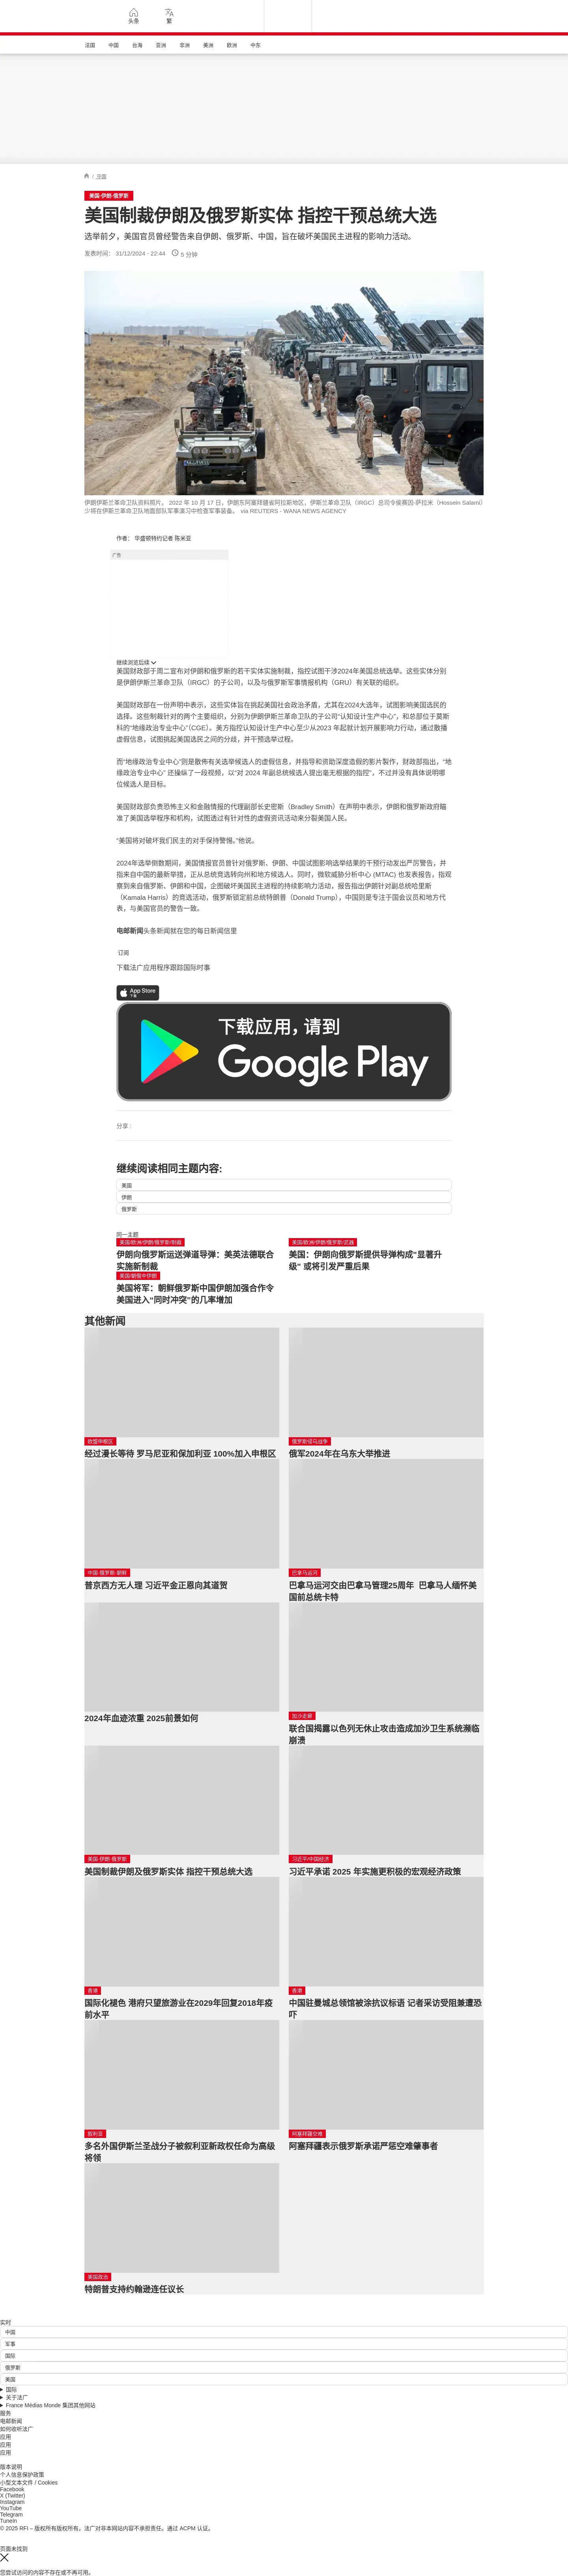 头条
繁
法国
中国
台海
亚洲
非洲
美洲
欧洲
中东
/ 法国
美国-伊朗-俄罗斯
美国制裁伊朗及俄罗斯实体 指控干预总统大选
选举前夕，美国官员曾经警告来自伊朗、俄罗斯、中国，旨在破坏美国民主进程的影响力活动。
发表时间： 31/12/2024 - 22:44 5 分钟
伊朗伊斯兰革命卫队资料照片。 2022 年 10 月 17 日，伊朗东阿塞拜疆省阿拉斯地区，伊斯兰革命卫队（IRGC）总司令侯赛因·萨拉米（Hossein Salami）
少将在伊斯兰革命卫队地面部队军事演习中检查军事装备。 via REUTERS - WANA NEWS AGENCY
作者： 华盛顿特约记者 陈米亚
广告
继续浏览后续
美国财政部于周二宣布对伊朗和俄罗斯的若干实体实施制裁，指控试图干涉2024年美国总统选举。这些实体分别
是伊朗伊斯兰革命卫队（IRGC）的子公司，以及与俄罗斯军事情报机构（GRU）有关联的组织。
美国财政部在一份声明中表示，这些实体旨在挑起美国社会政治矛盾，尤其在2024大选年，试图影响美国选民的
选择。这些制裁针对的两个主要组织，分别为伊朗伊斯兰革命卫队的子公司“认知设计生产中心”，和总部位于莫斯
科的“地缘政治专业中心”（CGE）。美方指控认知设计生产中心至少从2023 年起就计划开展影响力行动，通过散播
虚假信息，试图挑起美国选民之间的分歧，并干预选举过程。
而“地缘政治专业中心”则是散佈有关选举候选人的虚假信息，并指导和资助深度造假的影片製作，财政部指出，“地
缘政治专业中心” 还操纵了一段视频，以“对 2024 年副总统候选人提出毫无根据的指控”，不过并没有具体说明哪
位候选人是目标。
美国财政部负责恐怖主义和金融情报的代理副部长史密斯（Bradley Smith）在声明中表示，伊朗和俄罗斯政府瞄
准了美国选举程序和机构，试图透过有针对性的虚假资讯活动来分裂美国人民。
“美国将对破坏我们民主的对手保持警惕。”他说。
2024年选举倒数期间，美国情报官员曾针对俄罗斯、伊朗、中国试图影响选举结果的干预行动发出严厉警告，并
指来自中国的最新举措，正从总统竞选转向州和地方候选人。同时，微软威胁分析中心 (MTAC) 也发表报告，指观
察到来自俄罗斯、伊朗和中国，企图破坏美国民主进程的持续影响力活动，报告指出伊朗针对副总统哈里斯
（Kamala Harris）的竞选活动，俄罗斯锁定前总统特朗普（Donald Trump），中国则是专注于国会议员和地方代
表，与美国官员的警告一致。
电邮新闻头条新闻就在您的每日新闻信里
订阅
下载法广应用程序跟踪国际时事
App Store
下载
下载应用，请到
Google Play
分享 :
继续阅读相同主题内容:
美国
伊朗
俄罗斯
同一主题
美国/欧洲/伊朗/俄罗斯/制裁
伊朗向俄罗斯运送弹道导弹：美英法德联合
实施新制裁
美国/欧洲/伊朗/俄罗斯/武器
美国：伊朗向俄罗斯提供导弹构成"显著升
级" 或将引发严重后果
美国/朝俄中伊朗
美国将军：朝鲜俄罗斯中国伊朗加强合作令
美国进入“同时冲突”的几率增加
其他新闻
欧盟申根区
经过漫长等待 罗马尼亚和保加利亚 100%加入申根区
俄罗斯侵乌战争
俄军2024年在乌东大举推进
中国-俄罗斯-朝鲜
普京西方无人理 习近平金正恩向其道贺
巴拿马运河
巴拿马运河交由巴拿马管理25周年 巴拿马人缅怀美
国前总统卡特
2024年血迹浓重 2025前景如何
加沙走廊
联合国揭露以色列无休止攻击造成加沙卫生系统濒临
崩溃
美国-伊朗-俄罗斯
美国制裁伊朗及俄罗斯实体 指控干预总统大选
习近平/中国经济
习近平承诺 2025 年实施更积极的宏观经济政策
香港
国际化褪色 港府只望旅游业在2029年回复2018年疫
前水平
香港
中国驻曼城总领馆被涂抗议标语 记者采访受阻兼遭恐
吓
叙利亚
多名外国伊斯兰圣战分子被叙利亚新政权任命为高级
将领
阿塞拜疆空难
阿塞拜疆表示俄罗斯承诺严惩空难肇事者
美国政治
特朗普支持约翰逊连任议长
实时
中国
军事
国际
俄罗斯
美国
国际
关于法广
France Médias Monde 集团其他网站
服务
电邮新闻
如何收听法广
应用
应用
应用
版本说明
个人信息保护政策
小型文本文件 / Cookies
Facebook
X (Twitter)
Instagram
YouTube
Telegram
TuneIn
© 2025 RFI – 版权所有版权所有。法广对非本网站内容不承担责任。通过 ACPM 认证。
页面未找到
您尝试访问的内容不存在或不再可用。